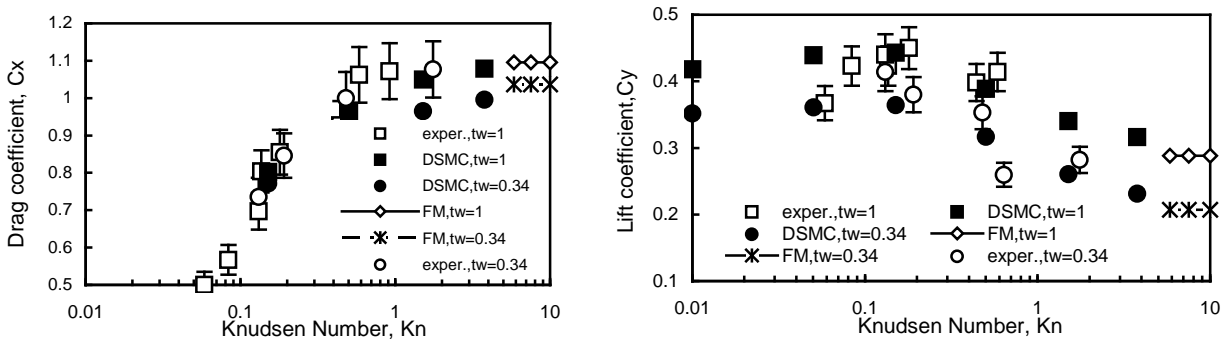 1.2
1.1
1
0.9
0.8
0.7
0.6
0.5
Drag coefficient, Cx
exper.,tw=1
DSMC,tw=1
DSMC,tw=0.34
FM,tw=1
FM,tw=0.34
exper.,tw=0.34
0.01 0.1 1 10
Knudsen Number, Kn
0.5
0.4
0.3
0.2
0.1
Lift coefficient,Cy
exper.,tw=1 DSMC,tw=1
DSMC,tw=0.34 FM,tw=1
FM,tw=0.34 exper.,tw=0.34
0.01 0.1 1 10
Knudsen Number, Kn